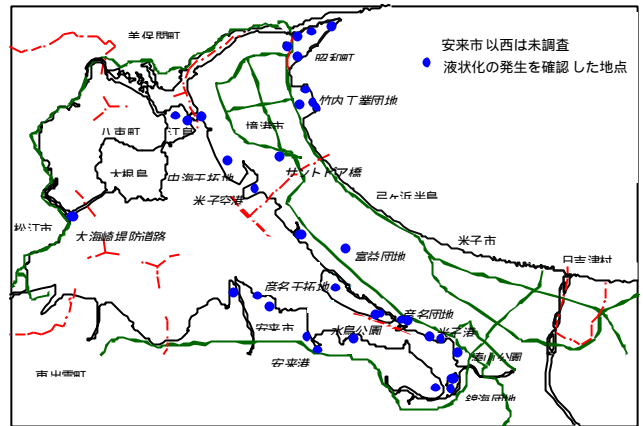 美保関町
安来市以西は未調査
液状化の発生を確認した地点
昭和町
竹内工業団地
八束町
江島
境港市
大根島
中海干拓地
サントピア橋
米子空港
弓ヶ浜半島
松江市
大海崎堤防道路
米子市
富益団地
日吉津村
彦名干拓地
彦名団地
安来市
水鳥公園
米子港
安来港
湊山公園
東出雲町
錦海団地